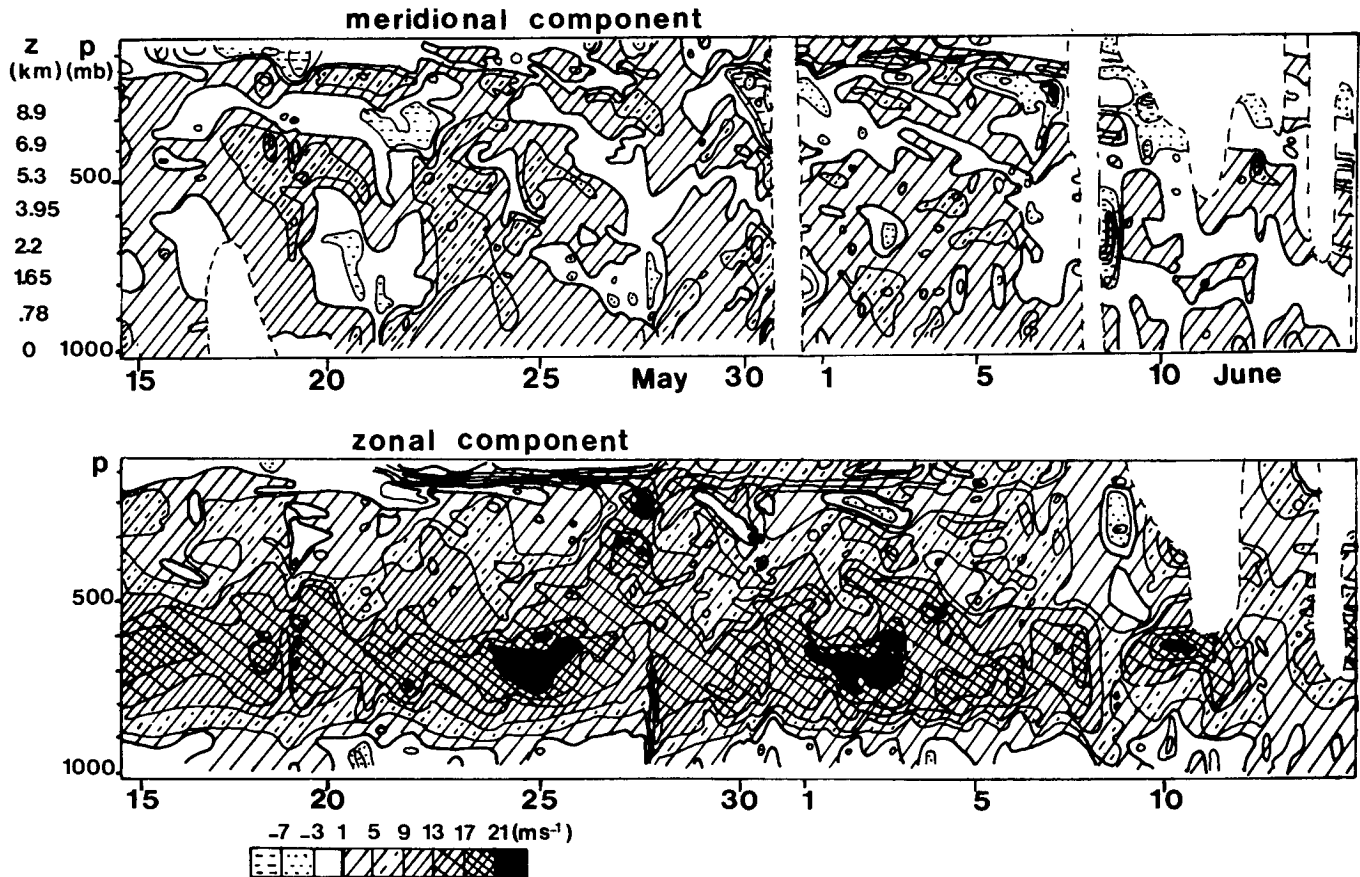 meridional component
z p
(km) (mb)
8.9
6.9
5.3 500
3.95
2.2
1.65
.78
0 1000
15 20 25 May 30 1 5 10 June
zonal component
p
500
1000
15 20 25 30 1 5 10
-7 -3 1 5 9 13 17 21(ms⁻¹)